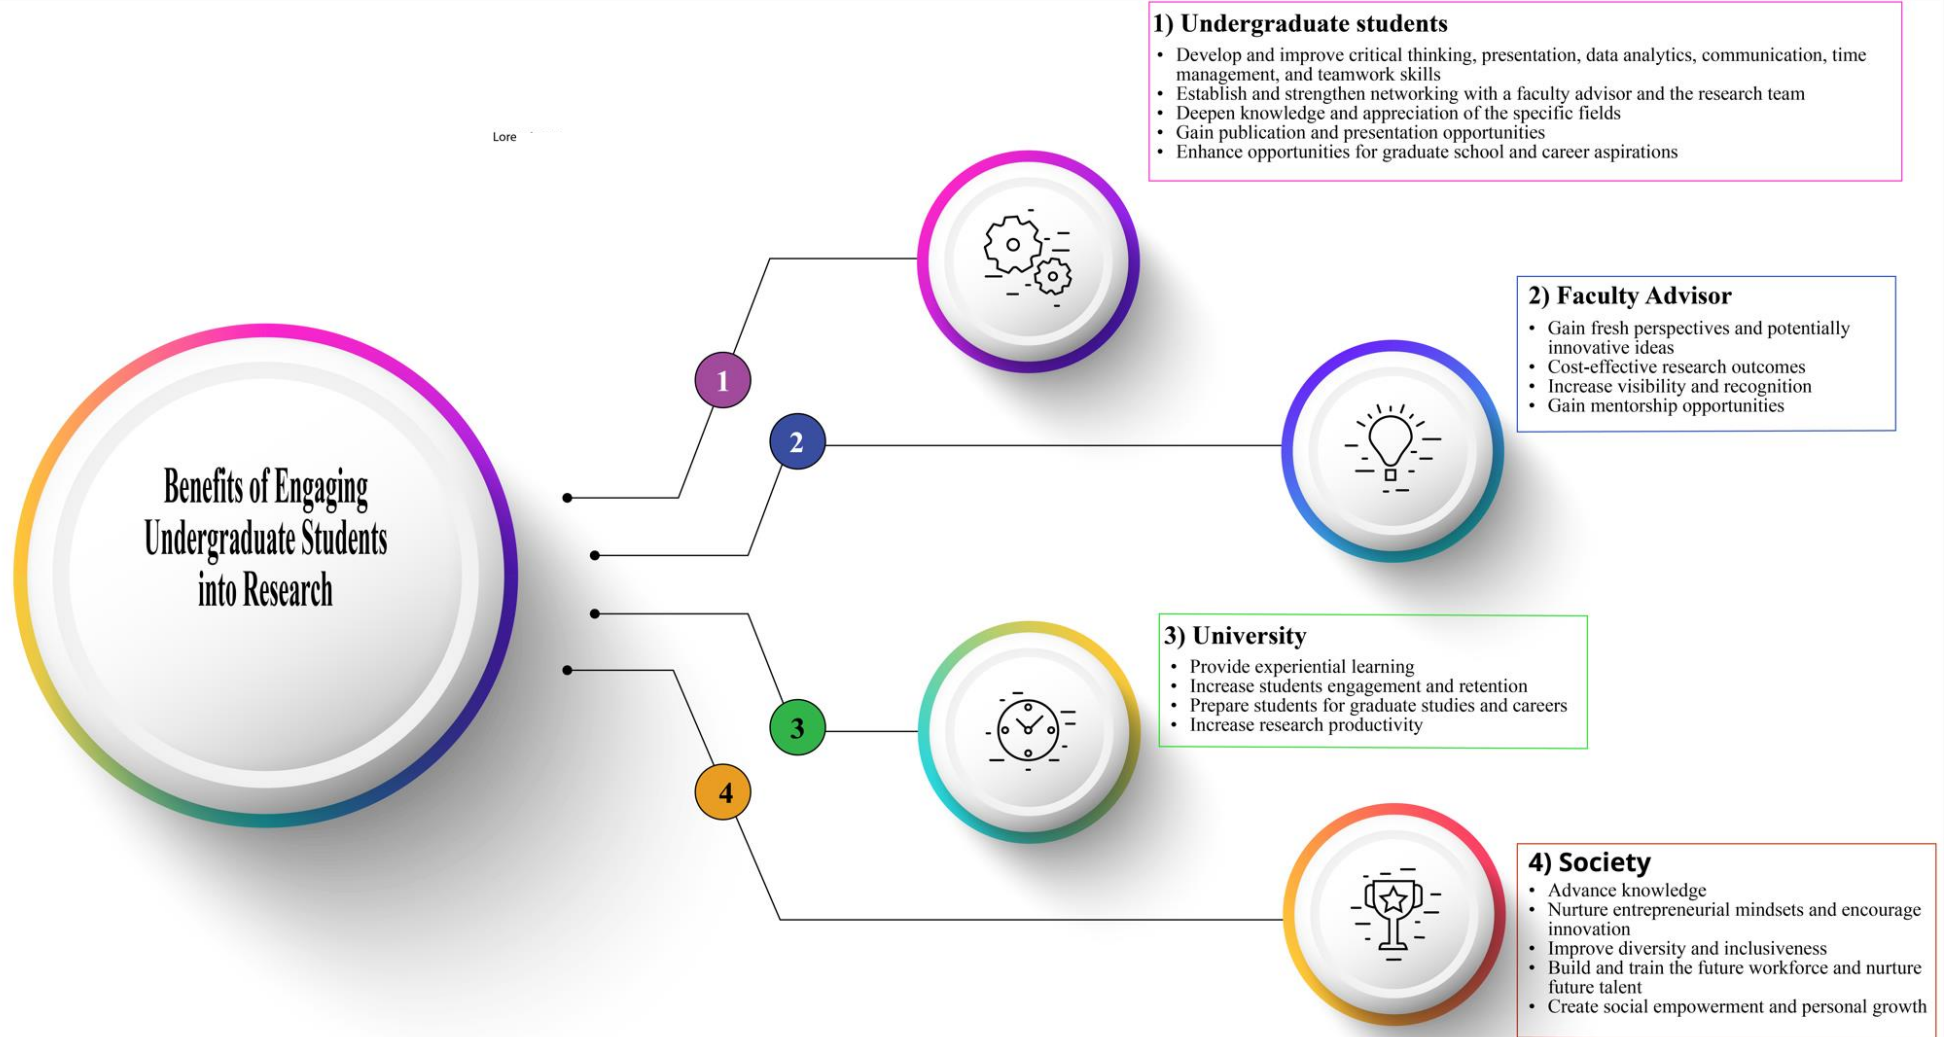 Lore
Benefits of Engaging
Undergraduate Students
into Research
1
2
3
4
1) Undergraduate students
• Develop and improve critical thinking, presentation, data analytics, communication, time
management, and teamwork skills
• Establish and strengthen networking with a faculty advisor and the research team
• Deepen knowledge and appreciation of the specific fields
• Gain publication and presentation opportunities
• Enhance opportunities for graduate school and career aspirations
2) Faculty Advisor
• Gain fresh perspectives and potentially
innovative ideas
• Cost-effective research outcomes
• Increase visibility and recognition
• Gain mentorship opportunities
3) University
• Provide experiential learning
• Increase students engagement and retention
• Prepare students for graduate studies and careers
• Increase research productivity
4) Society
• Advance knowledge
• Nurture entrepreneurial mindsets and encourage
innovation
• Improve diversity and inclusiveness
• Build and train the future workforce and nurture
future talent
• Create social empowerment and personal growth